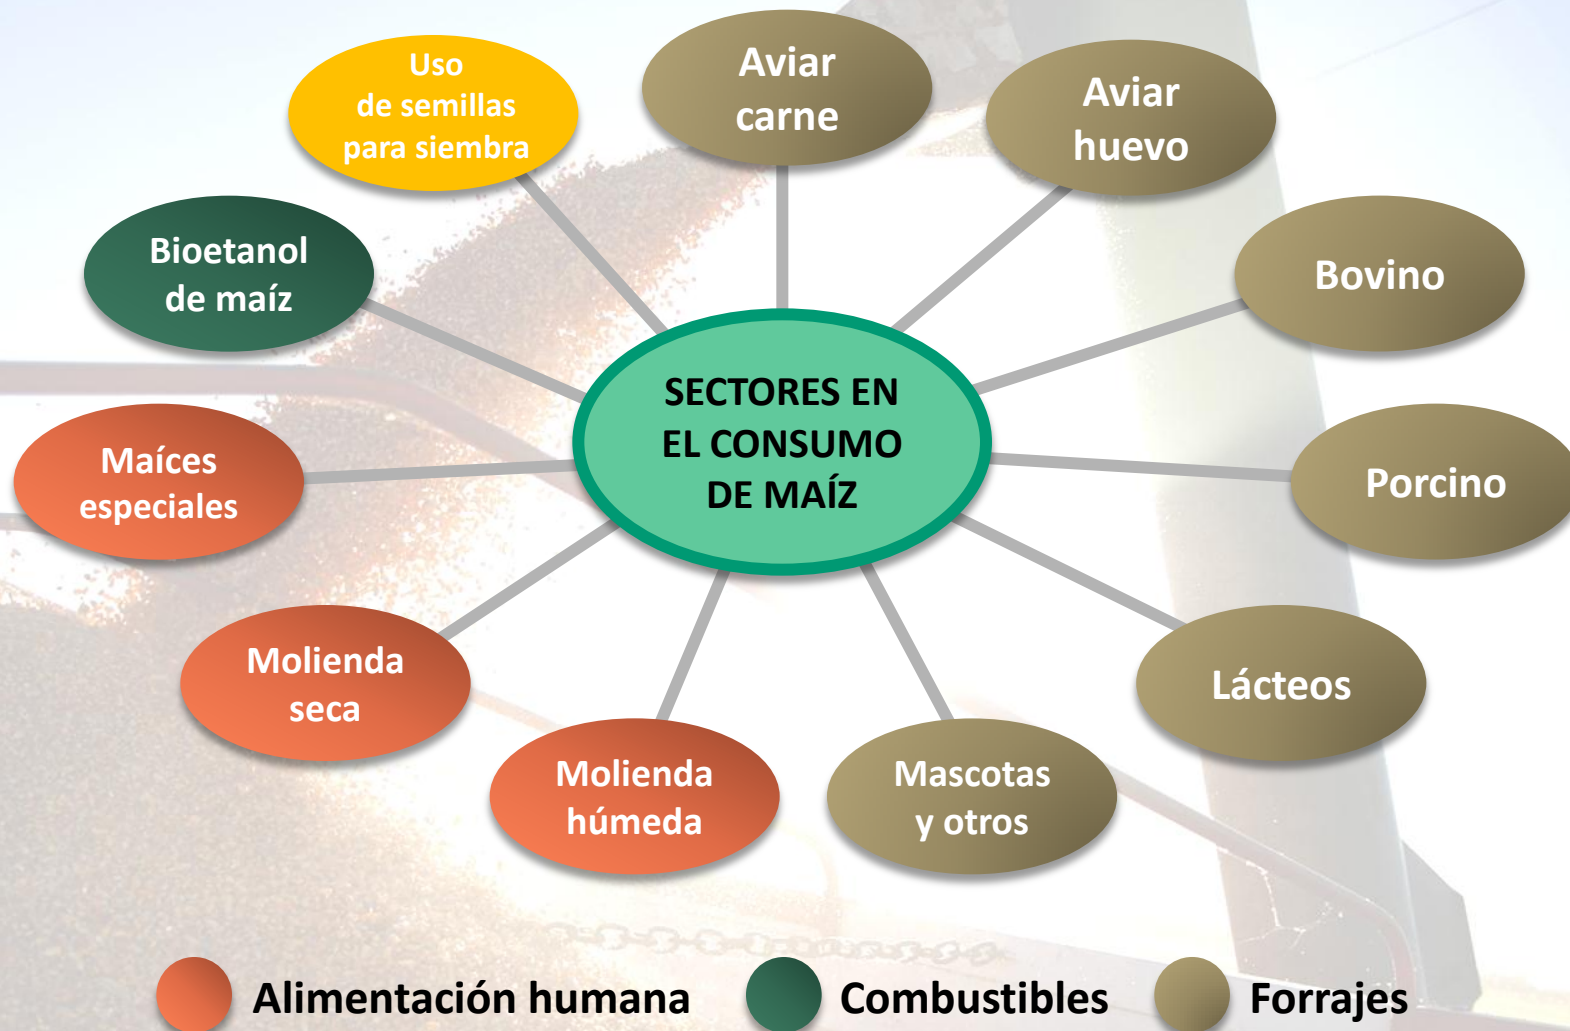 Uso
de semillas
para siembra
Aviar
carne
Aviar
huevo
Bioetanol
de maíz
Bovino
SECTORES EN
EL CONSUMO
DE MAÍZ
Maíces
especiales
Porcino
Molienda
seca
Lácteos
Molienda
húmeda
Mascotas
y otros
Alimentación humana
Combustibles
Forrajes